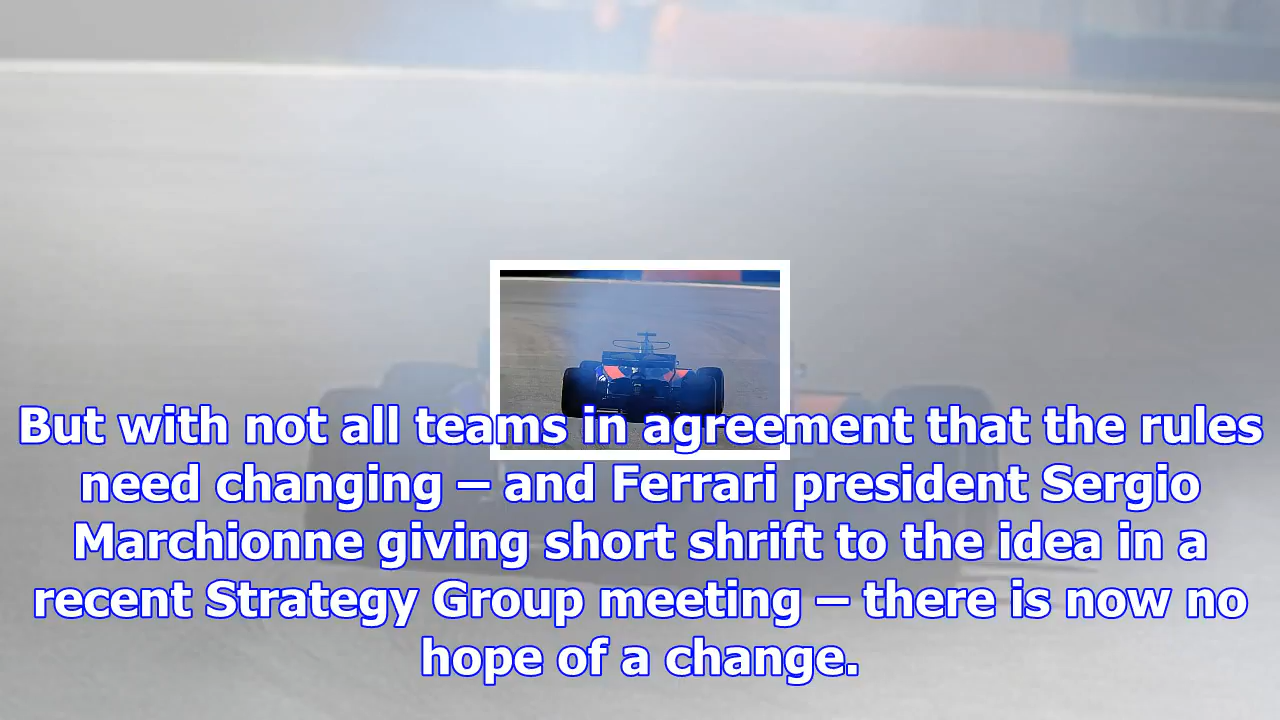 But with not all teams in agreement that the rules
need changing – and Ferrari president Sergio
Marchionne giving short shrift to the idea in a
recent Strategy Group meeting – there is now no
hope of a change.